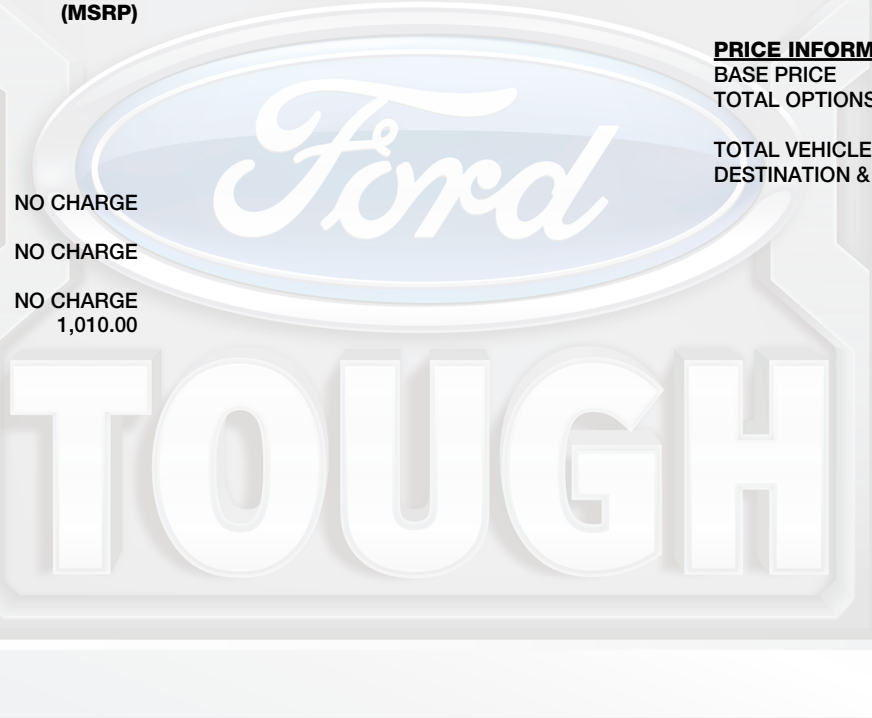 (MSRP)
NO CHARGE
NO CHARGE
NO CHARGE
1,010.00
PRICE INFORM
BASE PRICE
TOTAL OPTIONS
TOTAL VEHICLE
DESTINATION &
Ford
TOUGH